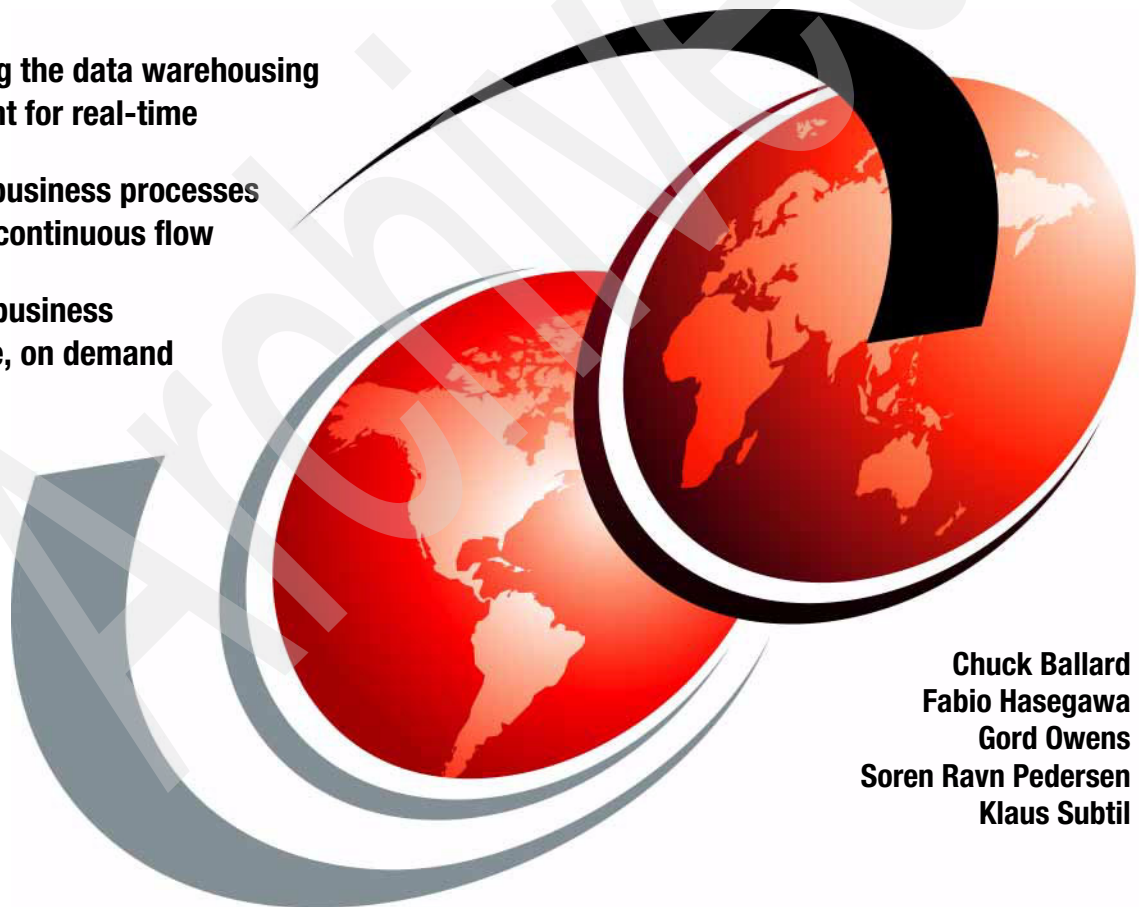 g the data warehousing
nt for real-time
business processes
continuous flow
business
e, on demand
Chuck Ballard
Fabio Hasegawa
Gord Owens
Soren Ravn Pedersen
Klaus Subtil
Archived